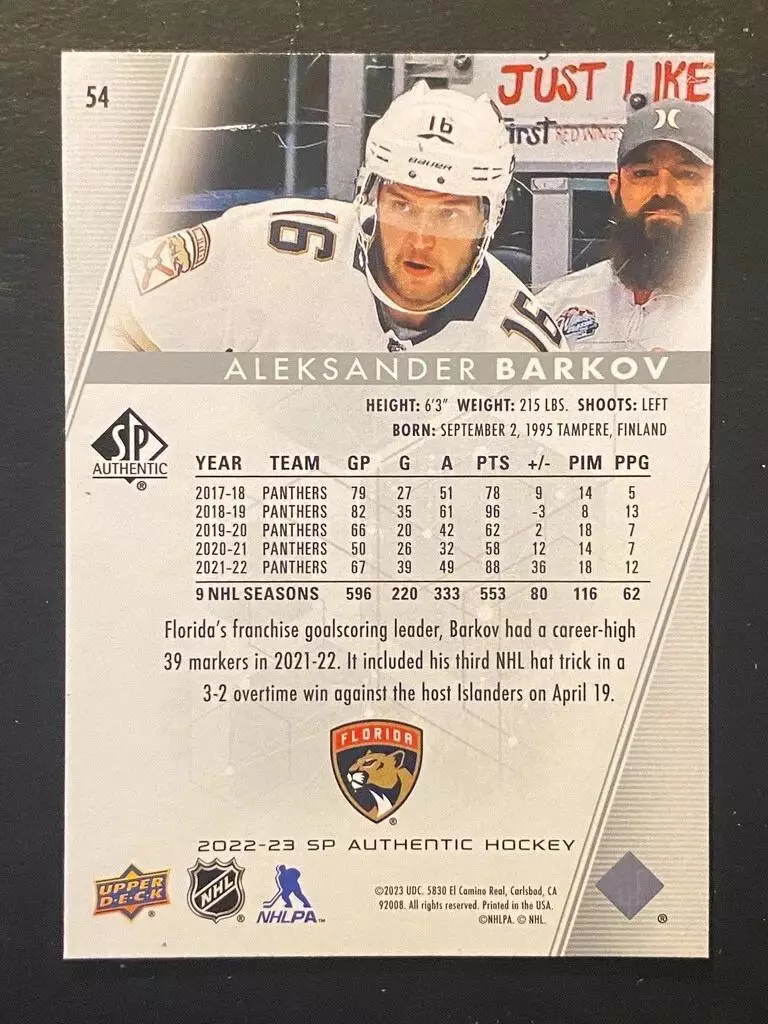 54
JUST LIKE
First RED WINGS
16
BAUER
16
16
ALEKSANDER BARKOV
HEIGHT: 6'3" WEIGHT: 215 LBS. SHOOTS: LEFT
BORN: SEPTEMBER 2, 1995 TAMPERE, FINLAND
SP
AUTHENTIC
®
YEAR TEAM GP G A PTS +/- PIM PPG
2017-18 PANTHERS 79 27 51 78 9 14 5
2018-19 PANTHERS 82 35 61 96 -3 8 13
2019-20 PANTHERS 66 20 42 62 2 18 7
2020-21 PANTHERS 50 26 32 58 12 14 7
2021-22 PANTHERS 67 39 49 88 36 18 12
9 NHL SEASONS 596 220 333 553 80 116 62
Florida's franchise goalscoring leader, Barkov had a career-high
39 markers in 2021-22. It included his third NHL hat trick in a
3-2 overtime win against the host Islanders on April 19.
FLORIDA
®
2022-23 SP AUTHENTIC HOCKEY
UPPER
D·E·C·K
®
NHL
®
NHLPA™
©2023 UDC. 5830 El Camino Real, Carlsbad, CA
92008. All rights reserved. Printed in the USA.
©NHLPA. © NHL.
®